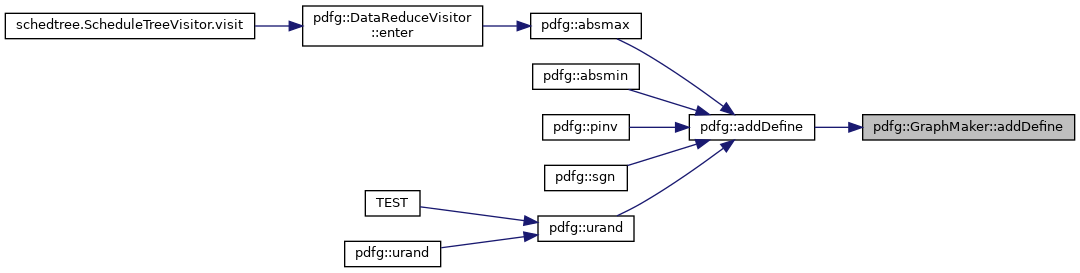 schedtree.ScheduleTreeVisitor.visit
pdfg::DataReduceVisitor
::enter
pdfg::absmax
pdfg::absmin
pdfg::pinv
pdfg::addDefine
pdfg::GraphMaker::addDefine
pdfg::sgn
TEST
pdfg::urand
pdfg::urand